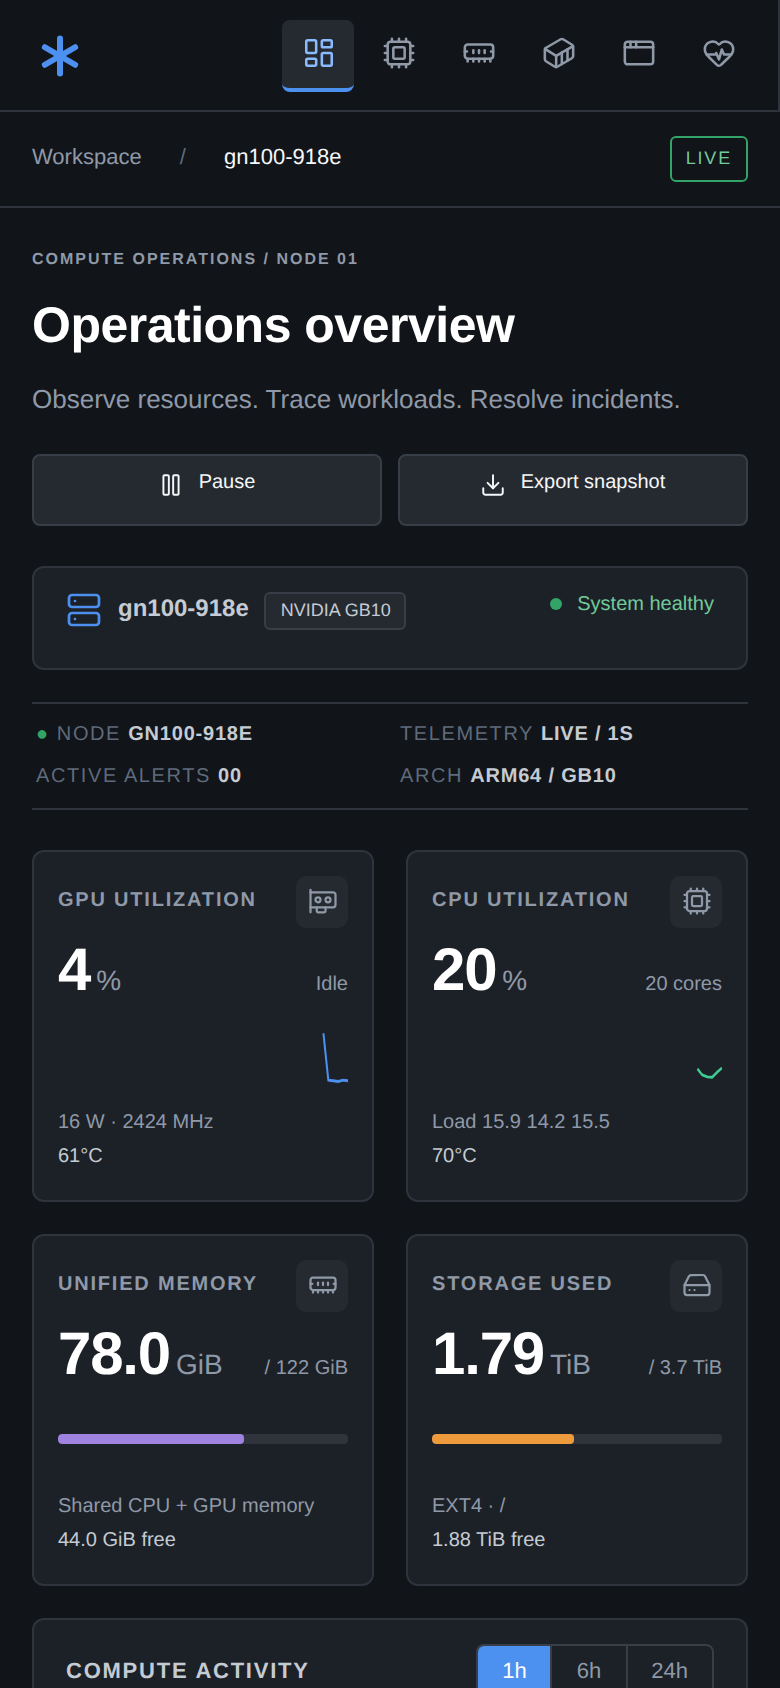 Workspace / gn100-918e LIVE
COMPUTE OPERATIONS / NODE 01
Operations overview
Observe resources. Trace workloads. Resolve incidents.
Pause
Export snapshot
gn100-918e NVIDIA GB10 System healthy
NODE GN100-918E TELEMETRY LIVE / 1S
ACTIVE ALERTS 00 ARCH ARM64 / GB10
GPU UTILIZATION
4 % Idle
16 W · 2424 MHz
61°C
CPU UTILIZATION
20 % 20 cores
Load 15.9 14.2 15.5
70°C
UNIFIED MEMORY
78.0 GiB / 122 GiB
Shared CPU + GPU memory
44.0 GiB free
STORAGE USED
1.79 TiB / 3.7 TiB
EXT4 · /
1.88 TiB free
COMPUTE ACTIVITY 1h 6h 24h